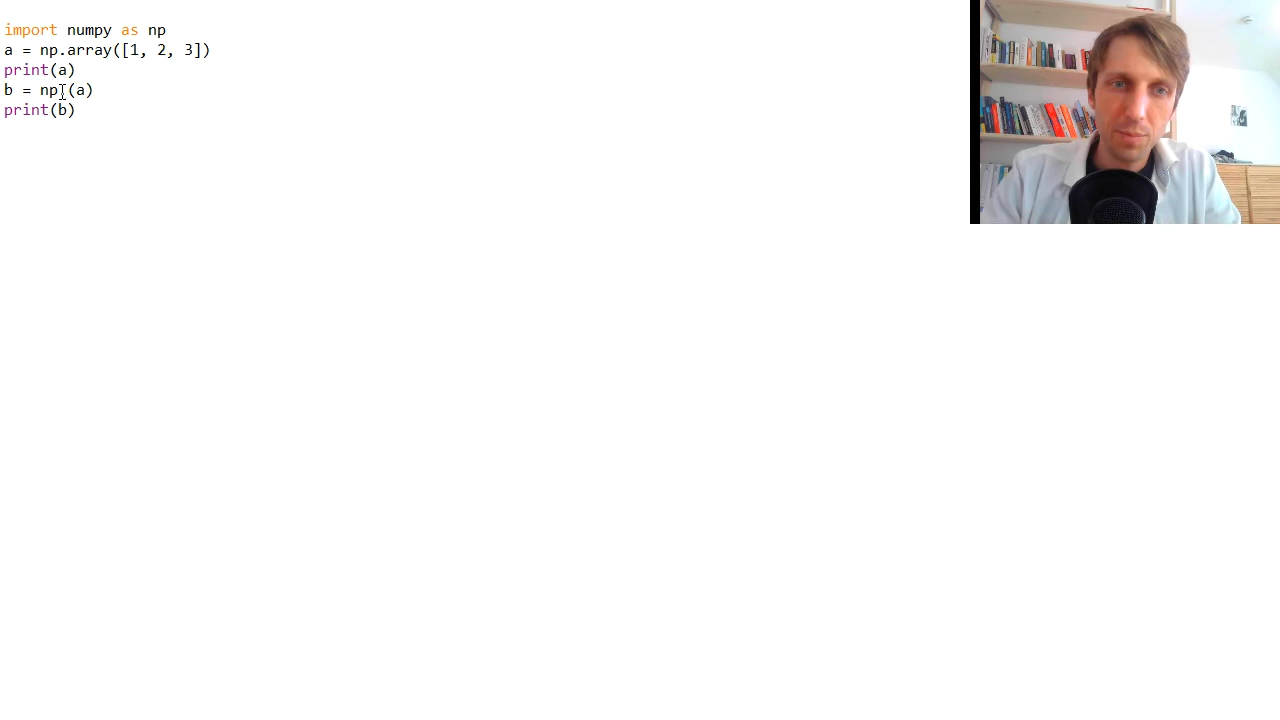 import numpy as np
a = np.array([1, 2, 3])
print(a)
b = np.(a)
print(b)